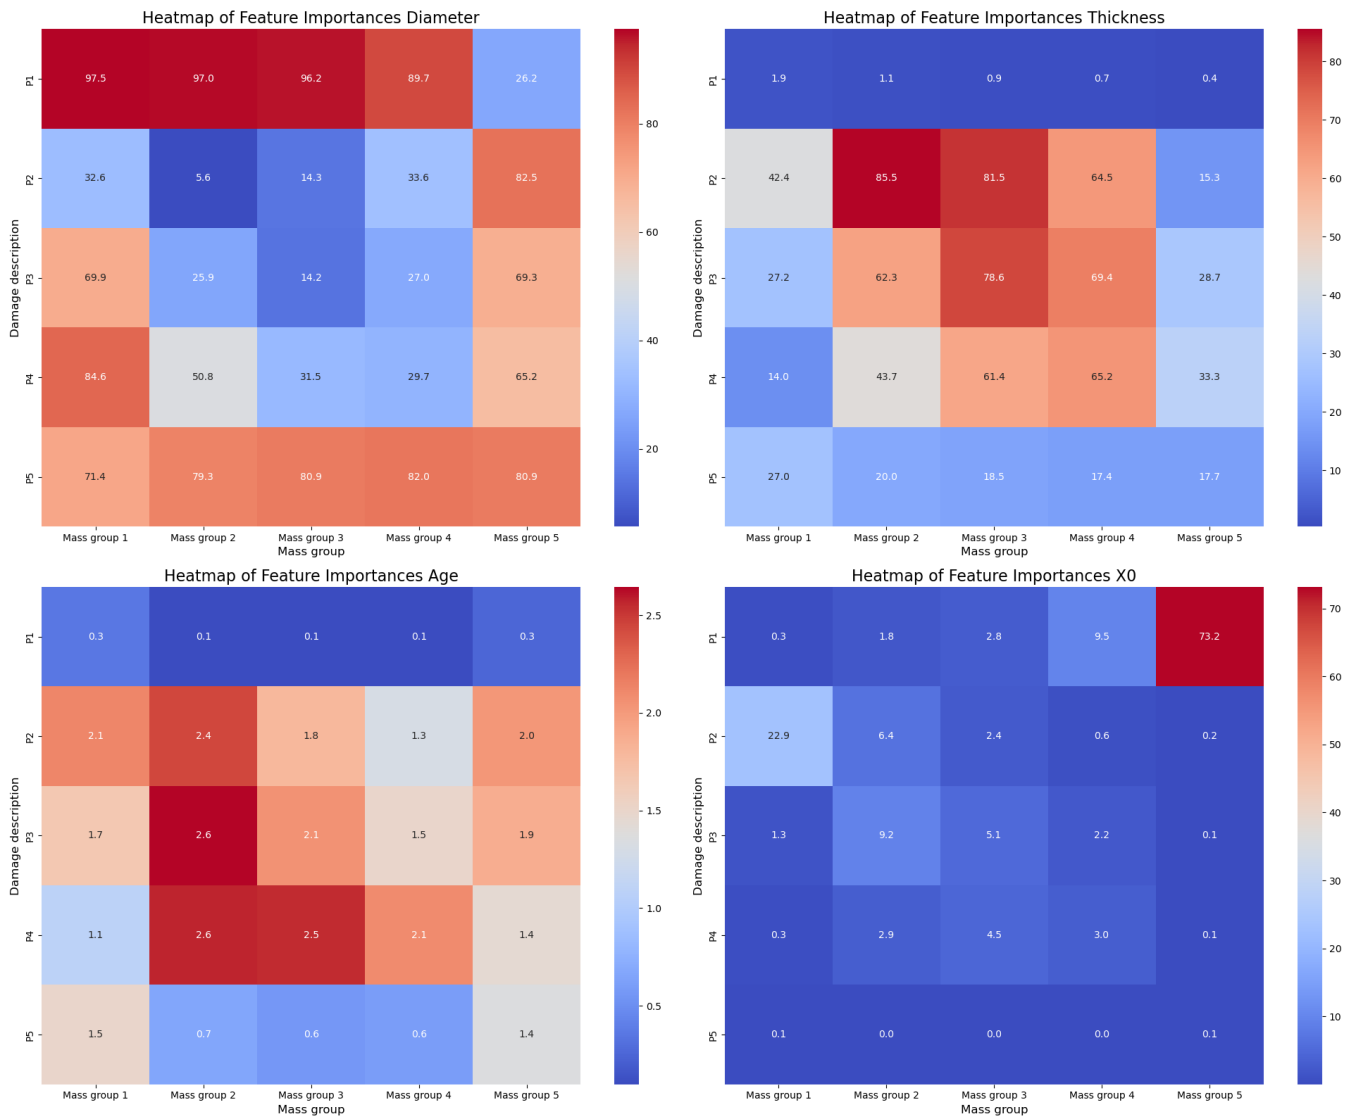 Heatmap of Feature Importances Diameter
Damage description
P1 97.5 97.0 96.2 89.7 26.2
P2 32.6 5.6 14.3 33.6 82.5
P3 69.9 25.9 14.2 27.0 69.3
P4 84.6 50.8 31.5 29.7 65.2
P5 71.4 79.3 80.9 82.0 80.9
Mass group 1 Mass group 2 Mass group 3 Mass group 4 Mass group 5
Mass group
80
60
40
20
Heatmap of Feature Importances Thickness
Damage description
P1 1.9 1.1 0.9 0.7 0.4
P2 42.4 85.5 81.5 64.5 15.3
P3 27.2 62.3 78.6 69.4 28.7
P4 14.0 43.7 61.4 65.2 33.3
P5 27.0 20.0 18.5 17.4 17.7
Mass group 1 Mass group 2 Mass group 3 Mass group 4 Mass group 5
Mass group
80
70
60
50
40
30
20
10
Heatmap of Feature Importances Age
Damage description
P1 0.3 0.1 0.1 0.1 0.3
P2 2.1 2.4 1.8 1.3 2.0
P3 1.7 2.6 2.1 1.5 1.9
P4 1.1 2.6 2.5 2.1 1.4
P5 1.5 0.7 0.6 0.6 1.4
Mass group 1 Mass group 2 Mass group 3 Mass group 4 Mass group 5
Mass group
2.5
2.0
1.5
1.0
0.5
Heatmap of Feature Importances X0
Damage description
P1 0.3 1.8 2.8 9.5 73.2
P2 22.9 6.4 2.4 0.6 0.2
P3 1.3 9.2 5.1 2.2 0.1
P4 0.3 2.9 4.5 3.0 0.1
P5 0.1 0.0 0.0 0.0 0.1
Mass group 1 Mass group 2 Mass group 3 Mass group 4 Mass group 5
Mass group
70
60
50
40
30
20
10